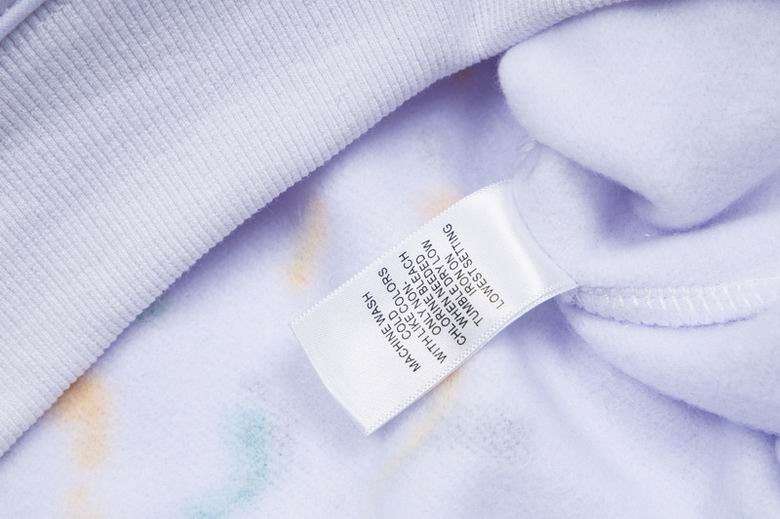 MACHINE WASH
COLD
WITH LIKE COLORS
ONLY NON-
CHLORINE BLEACH
WHEN NEEDED
TUMBLE DRY LOW
IRON ON
LOWEST SETTING